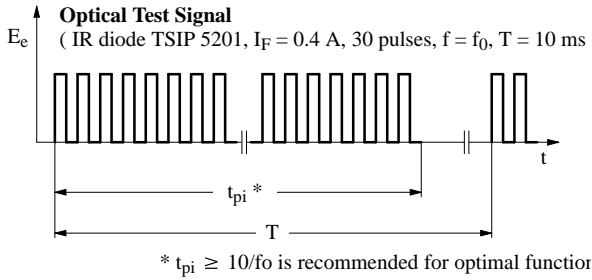 Optical Test Signal
E_e
( IR diode TSIP 5201, I_F = 0.4 A, 30 pulses, f = f_0, T = 10 ms
t
t_pi *
T
* t_pi ≥ 10/fo is recommended for optimal function